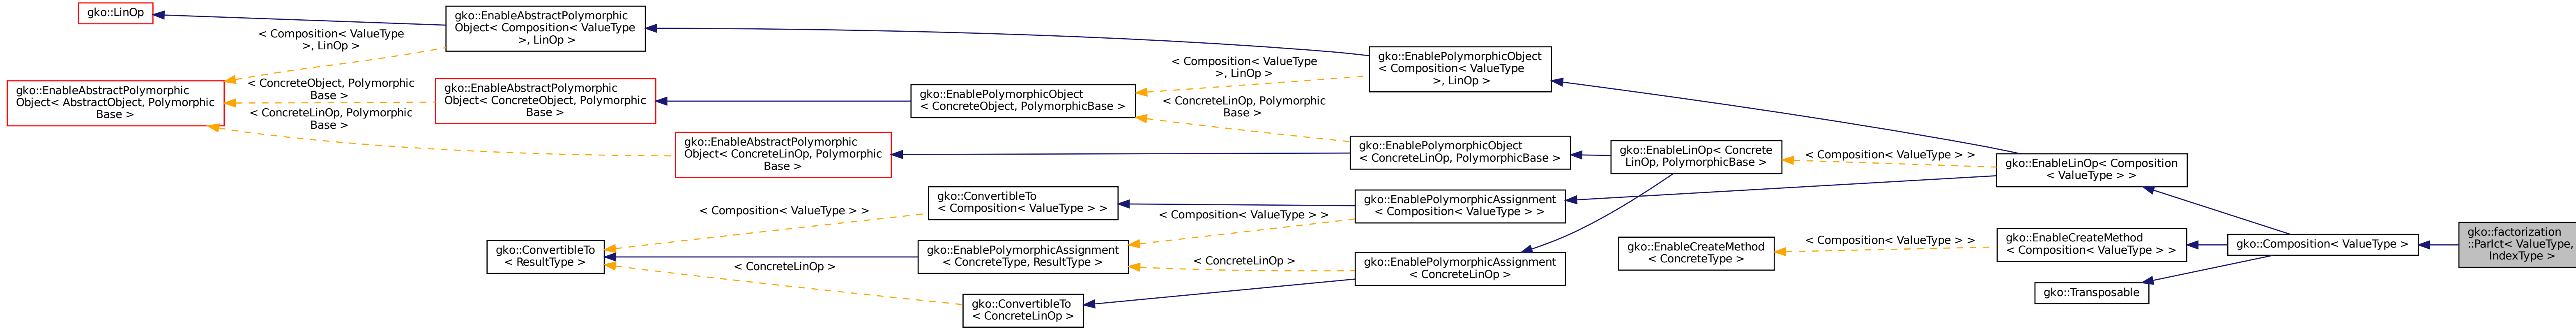 gko::LinOp
gko::EnableAbstractPolymorphic
Object< Composition< ValueType
>, LinOp >
< Composition< ValueType
>, LinOp >
gko::EnableAbstractPolymorphic
Object< AbstractObject, Polymorphic
Base >
< ConcreteObject, Polymorphic
Base >
< ConcreteLinOp, Polymorphic
Base >
gko::EnableAbstractPolymorphic
Object< ConcreteObject, Polymorphic
Base >
gko::EnableAbstractPolymorphic
Object< ConcreteLinOp, Polymorphic
Base >
gko::EnablePolymorphicObject
< ConcreteObject, PolymorphicBase >
< Composition< ValueType
>, LinOp >
< ConcreteLinOp, Polymorphic
Base >
gko::EnablePolymorphicObject
< Composition< ValueType
>, LinOp >
gko::EnablePolymorphicObject
< ConcreteLinOp, PolymorphicBase >
gko::EnableLinOp< Concrete
LinOp, PolymorphicBase >
< Composition< ValueType > >
gko::EnableLinOp< Composition
< ValueType > >
gko::ConvertibleTo
< ResultType >
< Composition< ValueType > >
< ConcreteLinOp >
gko::ConvertibleTo
< Composition< ValueType > >
gko::EnablePolymorphicAssignment
< ConcreteType, ResultType >
gko::ConvertibleTo
< ConcreteLinOp >
< Composition< ValueType > >
< ConcreteLinOp >
gko::EnablePolymorphicAssignment
< Composition< ValueType > >
gko::EnablePolymorphicAssignment
< ConcreteLinOp >
gko::EnableCreateMethod
< ConcreteType >
< Composition< ValueType > >
gko::EnableCreateMethod
< Composition< ValueType > >
gko::Transposable
gko::Composition< ValueType >
gko::factorization
::ParIct< ValueType,
IndexType >